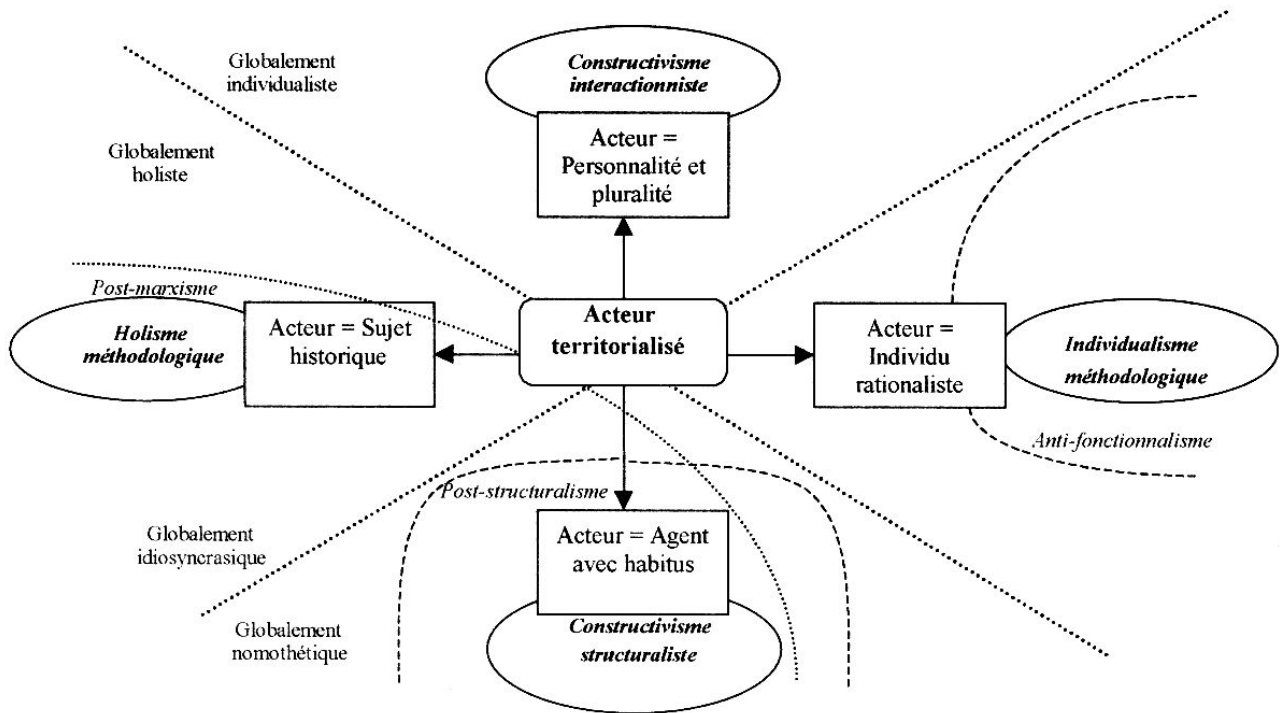 Globalement
individualiste
Constructivisme
interactionniste
Acteur =
Personnalité et
pluralité
Globalement
holiste
Post-marxisme
Holisme
méthodologique
Acteur = Sujet
historique
Acteur
territorialisé
Acteur =
Individu
rationaliste
Individualisme
méthodologique
Anti-fonctionnalisme
Post-structuralisme
Globalement
idiosyncrasique
Acteur = Agent
avec habitus
Globalement
nomothétique
Constructivisme
structuraliste